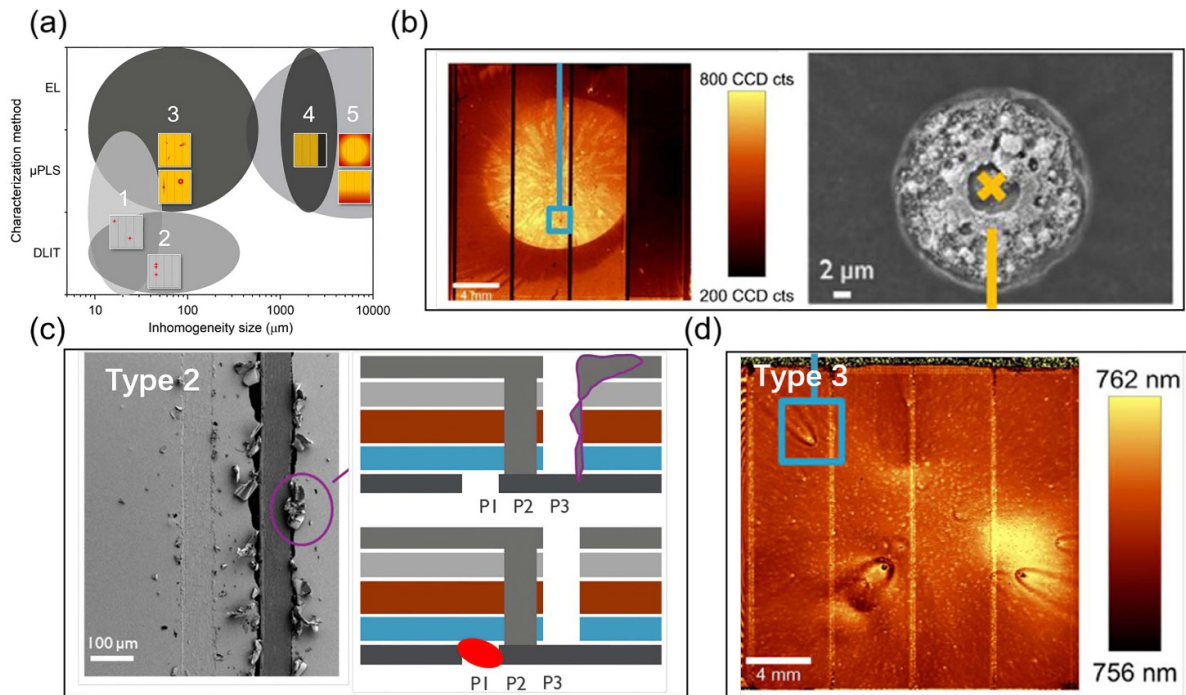 (a)
Characterization method
EL
µPLS
DLIT
1
2
3
4
5
10
100
1000
10000
Inhomogeneity size (µm)
(b)
800 CCD cts
200 CCD cts
4 mm
2 µm
(c)
Type 2
100 µm
P1 P2 P3
P1 P2 P3
(d)
Type 3
762 nm
756 nm
4 mm